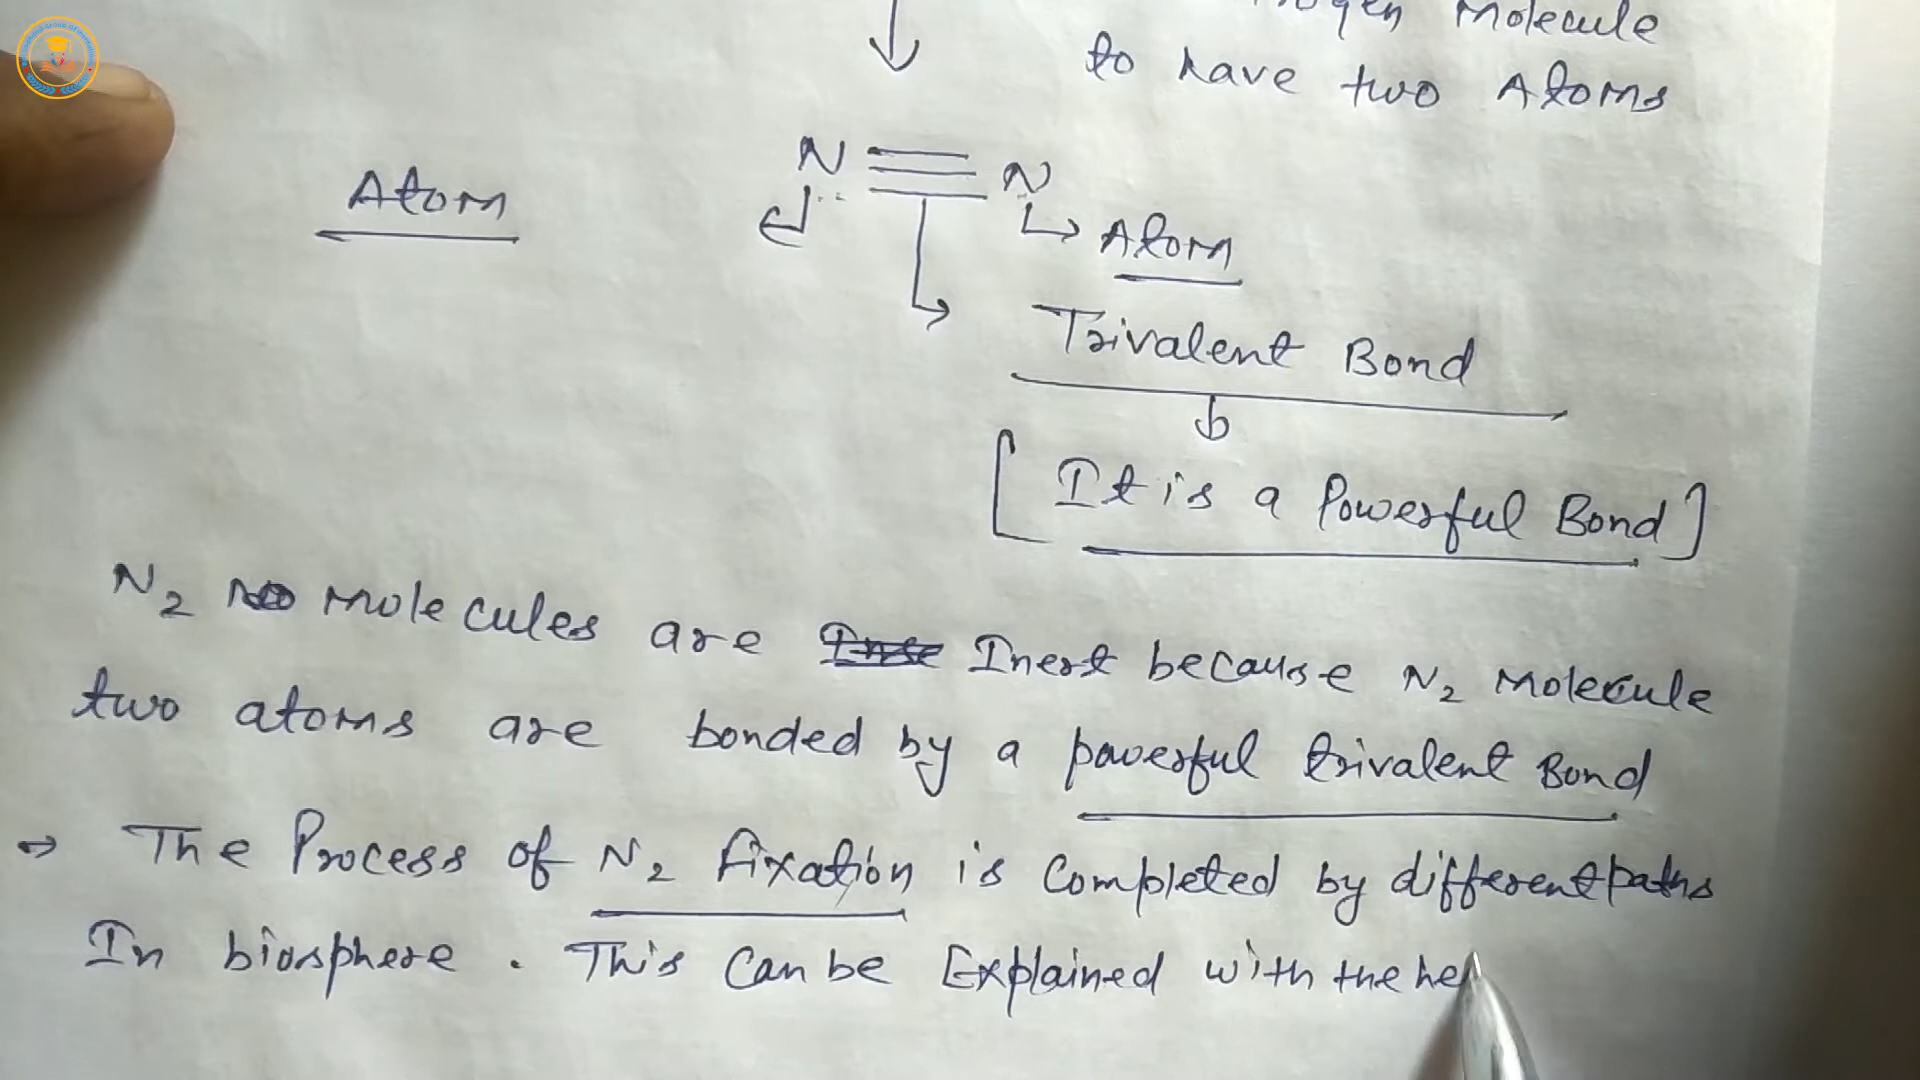 Molecule
to have two Atoms
N ≡ N
Atom
Atom
Trivalent Bond
[It is a Powerful Bond]
N2 molecules are Inert because N2 Molecule
two atoms are bonded by a powerful trivalent Bond
→ The Process of N2 fixation is Completed by different paths
In biosphere. This Can be Explained with the hel